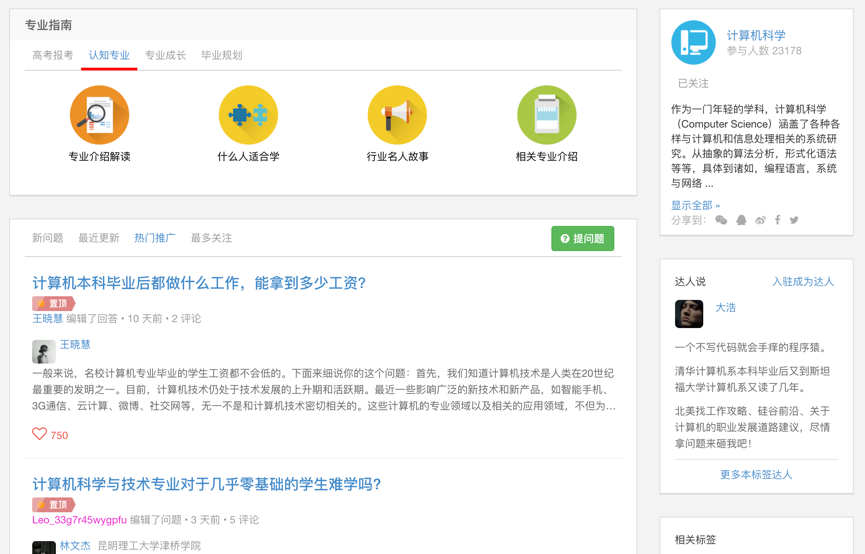 专业指南
高考报考 认知专业 专业成长 毕业规划
专业介绍解读 什么人适合学 行业名人故事 相关专业介绍
新问题 最近更新 热门推广 最多关注 提问题
计算机本科毕业后都做什么工作，能拿到多少工资?
置顶
王晓慧 编辑了回答 • 10 天前 • 2 评论
王晓慧
一般来说，名校计算机专业毕业的学生工资都不会低的。下面来细说你的这个问题：首先，我们知道计算机技术是人类在20世纪
最重要的发明之一。目前，计算机技术仍处于技术发展的上升期和活跃期。最近一些影响广泛的新技术和新产品，如智能手机、
3G通信、云计算、微博、社交网等，无一不是和计算机技术密切相关的。这些计算机的专业领域以及相关的应用领域，不但为…
750
计算机科学与技术专业对于几乎零基础的学生难学吗?
置顶
Leo_33g7r45wygpfu 编辑了问题 • 3 天前 • 5 评论
林文杰 昆明理工大学津桥学院
计算机科学
参与人数 23178
已关注
作为一门年轻的学科，计算机科学
（Computer Science）涵盖了各种各
样与计算机和信息处理相关的系统研
究。从抽象的算法分析，形式化语法
等等，具体到诸如，编程语言，系统
与网络 ...
显示全部 »
分享到：
达人说 入驻成为达人
大浩
一个不写代码就会手痒的程序猿。
清华计算机系本科毕业后又到斯坦
福大学计算机系又读了几年。
北美找工作攻略、硅谷前沿、关于
计算机的职业发展道路建议，尽情
拿问题来砸我吧！
更多本标签达人
相关标签